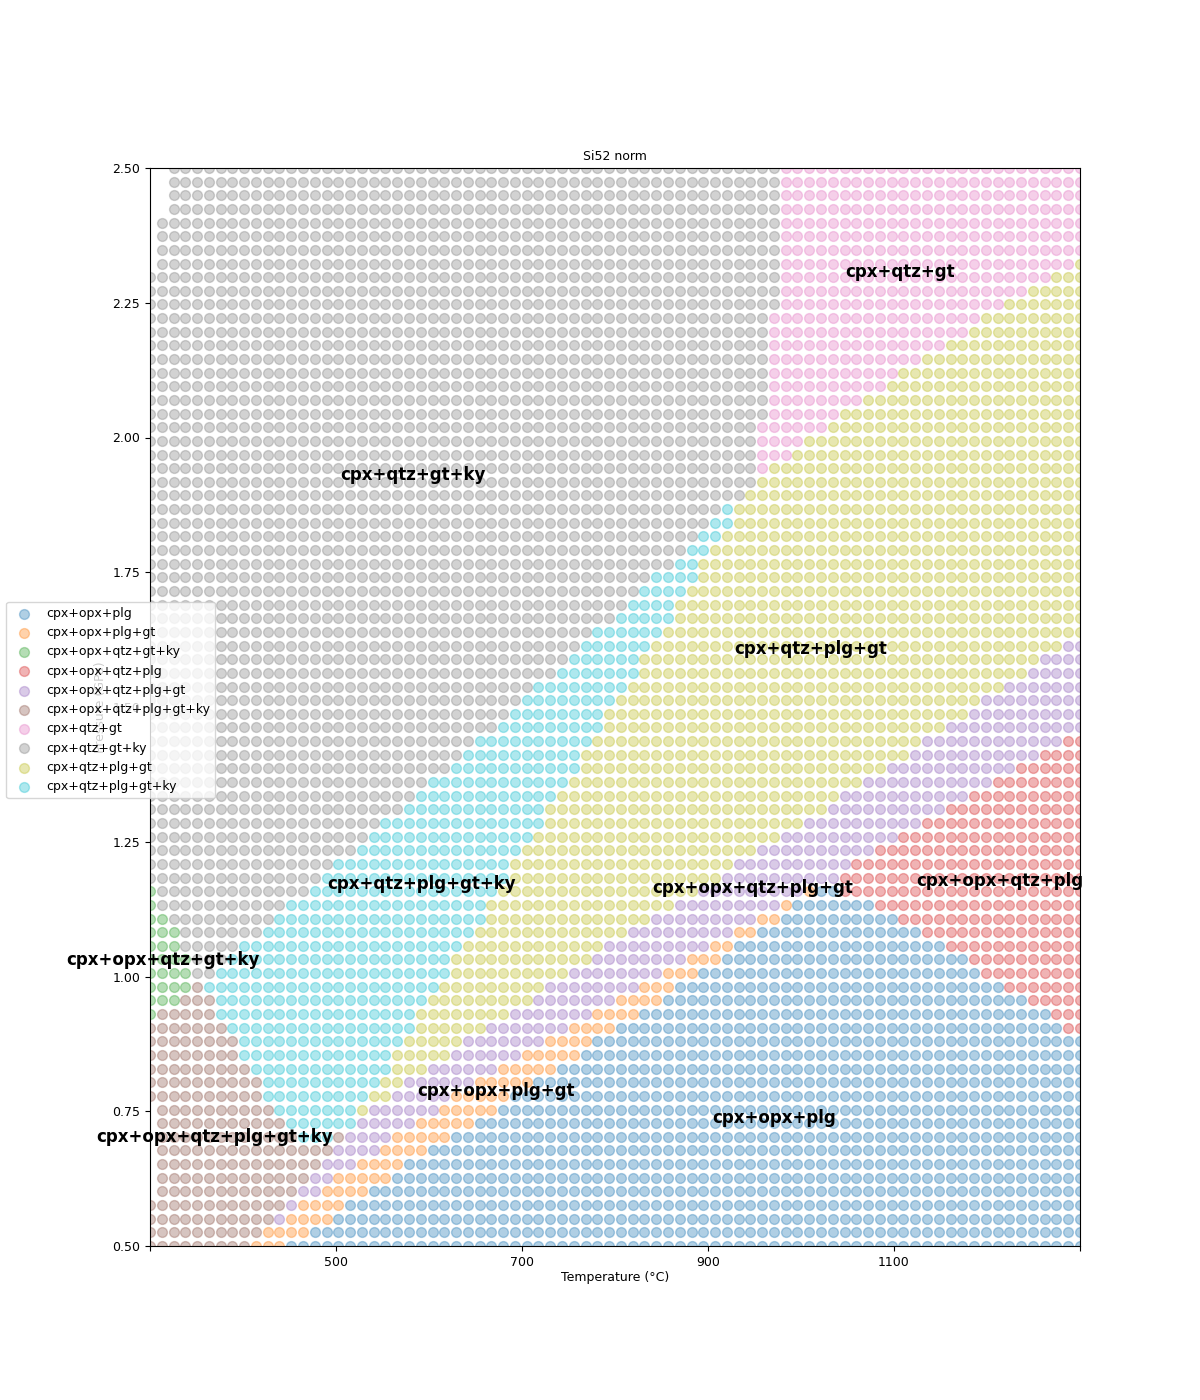 Si52 norm
2.50
cpx+qtz+gt
2.25
2.00
cpx+qtz+gt+ky
1.75
cpx+opx+plg
cpx+opx+plg+gt
cpx+opx+qtz+gt+ky
cpx+opx+qtz+plg
cpx+opx+qtz+plg+gt
cpx+opx+qtz+plg+gt+ky
cpx+qtz+gt
cpx+qtz+gt+ky
cpx+qtz+plg+gt
cpx+qtz+plg+gt+ky
cpx+qtz+plg+gt
1.25
cpx+qtz+plg+gt+ky
cpx+opx+qtz+plg+gt
cpx+opx+qtz+plg
1.00
cpx+opx+qtz+gt+ky
cpx+opx+plg+gt
0.75
cpx+opx+plg
cpx+opx+qtz+plg+gt+ky
0.50
500 700 900 1100
Temperature (°C)